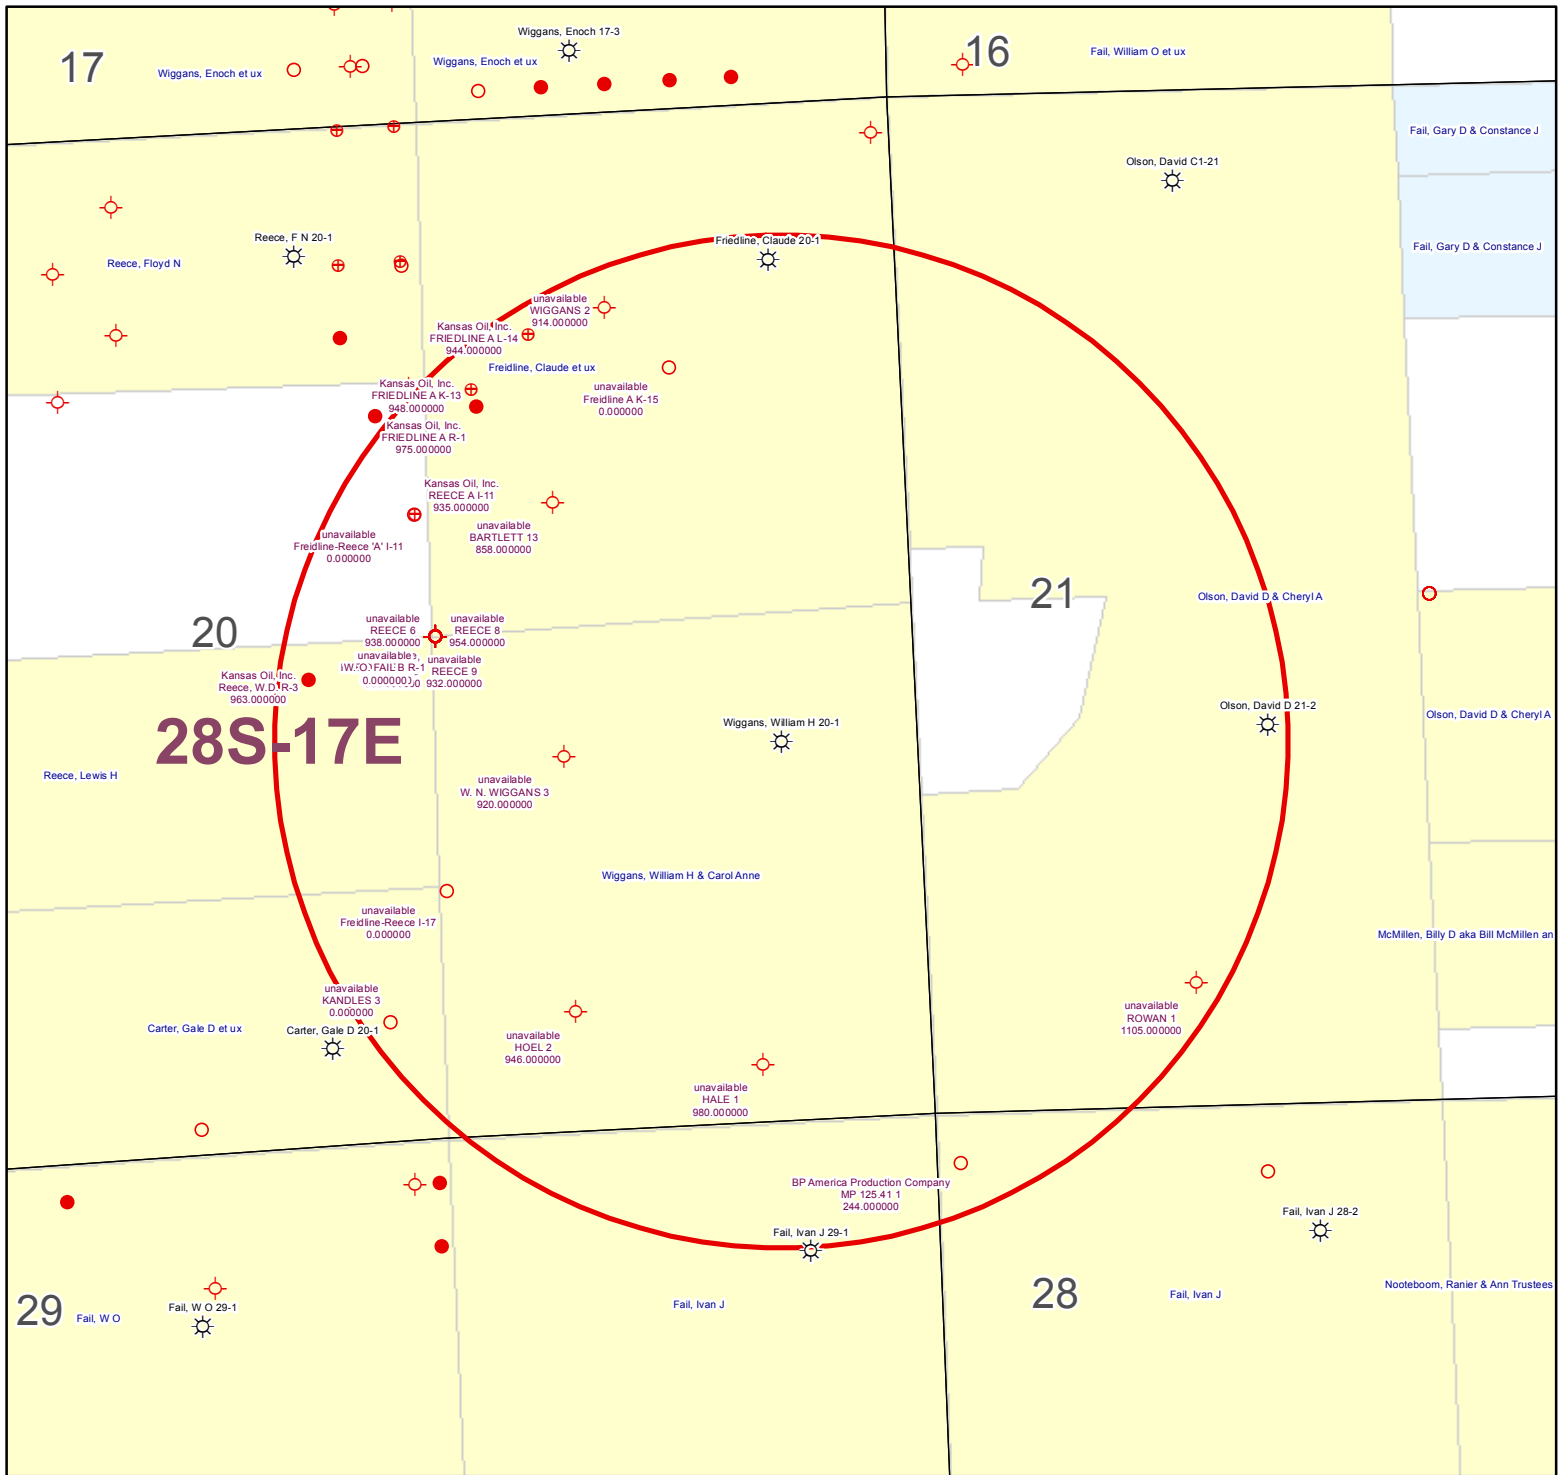 Wiggans, Enoch 17-3
17
Wiggans, Enoch et ux
Wiggans, Enoch et ux
16
Fail, William O et ux
Fail, Gary D & Constance J
Olson, David C1-21
Reece, F N 20-1
Reece, Floyd N
Friedline, Claude 20-1
Fail, Gary D & Constance J
unavailable
WIGGANS 2
914.000000
Kansas Oil, Inc.
FRIEDLINE A L-14
944.000000
Freidline, Claude et ux
Kansas Oil, Inc.
FRIEDLINE A K-13
948.000000
unavailable
Freidline A K-15
0.000000
Kansas Oil, Inc.
FRIEDLINE A R-1
975.000000
Kansas Oil, Inc.
REECE A I-11
935.000000
unavailable
BARTLETT 13
858.000000
unavailable
Freidline-Reece 'A' I-11
0.000000
21
Olson, David D & Cheryl A
20
unavailable
REECE 6
938.000000
unavailable
REECE 8
954.000000
unavailable
0.000000
unavailable
REECE 9
932.000000
Kansas Oil, Inc.
Reece, W.D. R-3
963.000000
28S-17E
Wiggans, William H 20-1
Olson, David D 21-2
Olson, David D & Cheryl A
Reece, Lewis H
unavailable
W. N. WIGGANS 3
920.000000
Wiggans, William H & Carol Anne
unavailable
Freidline-Reece I-17
0.000000
McMillen, Billy D aka Bill McMillen an
unavailable
KANDLES 3
0.000000
Carter, Gale D et ux
Carter, Gale D 20-1
unavailable
HOEL 2
946.000000
unavailable
ROWAN 1
1105.000000
unavailable
HALE 1
980.000000
BP America Production Company
MP 125.41 1
244.000000
Fail, Ivan J 29-1
Fail, Ivan J 28-2
29
Fail, W O
Fail, W O 29-1
Fail, Ivan J
28
Fail, Ivan J
Nooteboom, Ranier & Ann Trustees